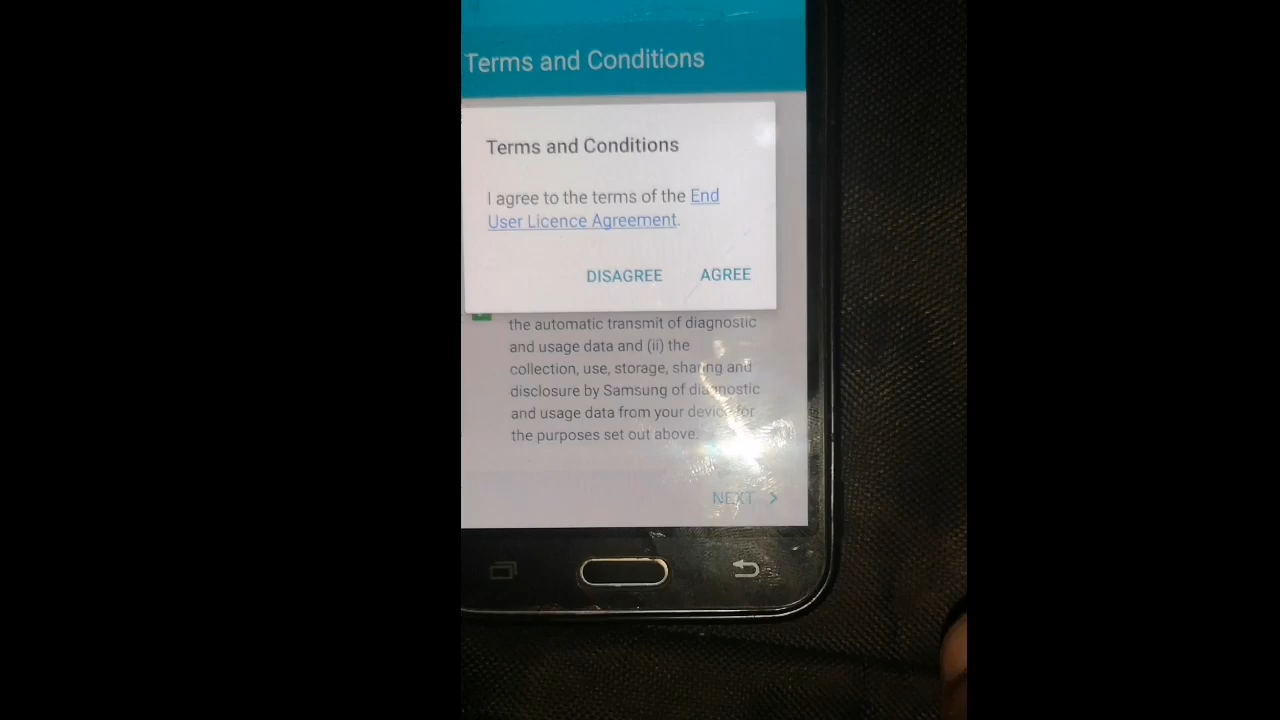 Terms and Conditions
Terms and Conditions
I agree to the terms of the End
User Licence Agreement.
DISAGREE AGREE
the automatic transmit of diagnostic
and usage data and (ii) the
collection, use, storage, sharing and
disclosure by Samsung of diagnostic
and usage data from your device for
the purposes set out above.
NEXT